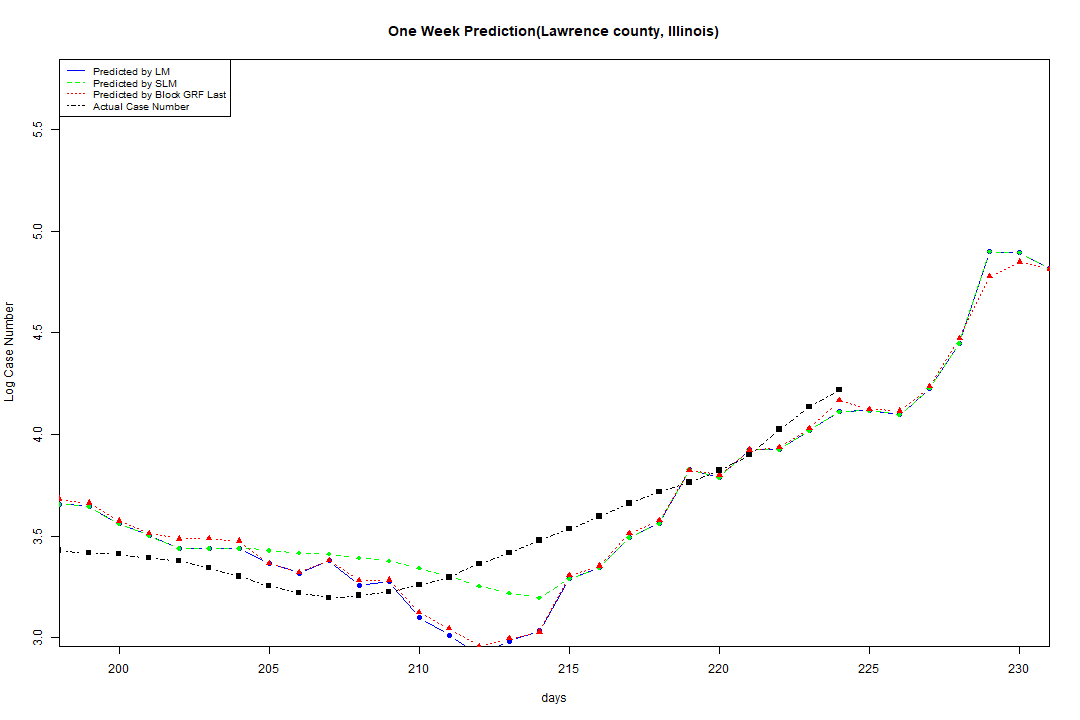 One Week Prediction(Lawrence county, Illinois)
Predicted by LM
Predicted by SLM
Predicted by Block GRF Last
Actual Case Number
5.5
5.0
4.5
4.0
3.5
3.0
Log Case Number
200 205 210 215 220 225 230
days